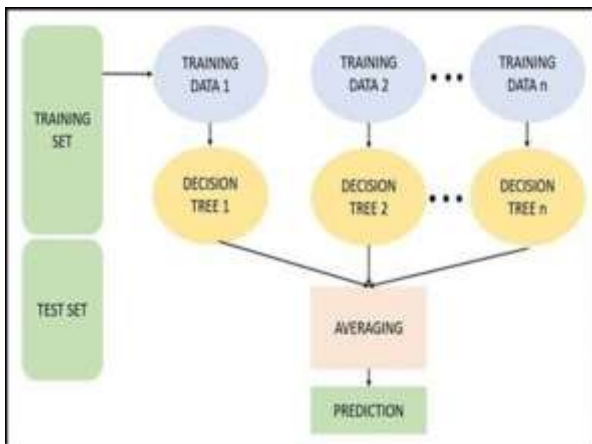 TRAINING
SET
TRAINING
DATA 1
TRAINING
DATA 2
TRAINING
DATA n
DECISION
TREE 1
DECISION
TREE 2
DECISION
TREE n
TEST SET
AVERAGING
PREDICTION